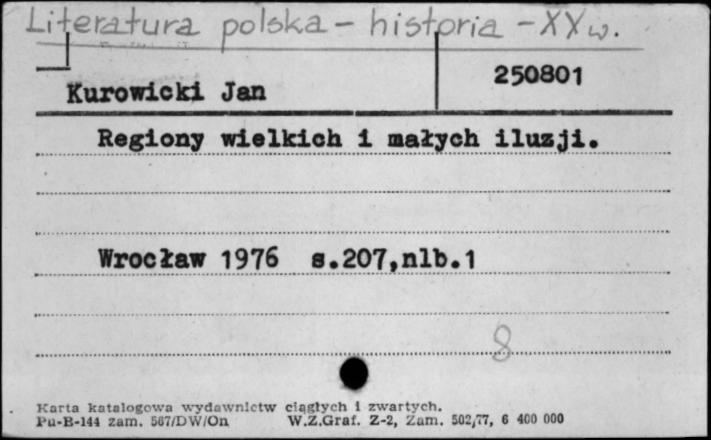 Literatura polska – historia – XX w.
250801
Kurowicki Jan
Regiony wielkich i małych iluzji.
Wrocław 1976 s.207,nlb.1
8
Karta katalogowa wydawnictw ciągłych i zwartych.
Pu-B-144 zam. 567/DW/On W.Z.Graf. Z-2, Zam. 502/77, 6 400 000